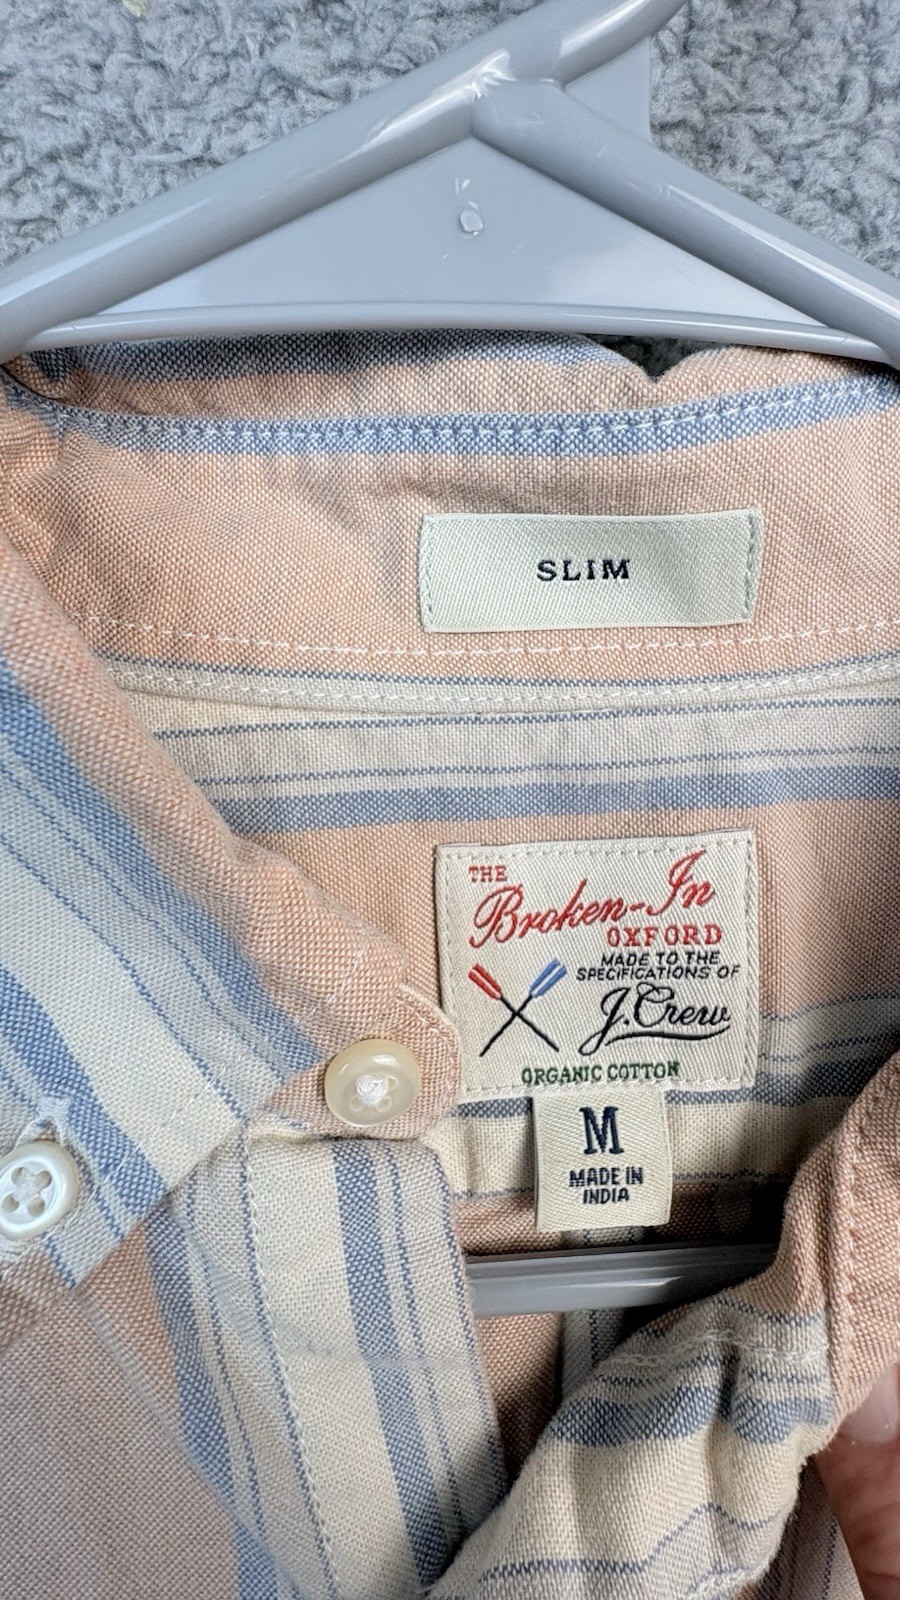 SLIM
THE
Broken-In
OXFORD
MADE TO THE
SPECIFICATIONS OF
J.Crew
ORGANIC COTTON
M
MADE IN
INDIA